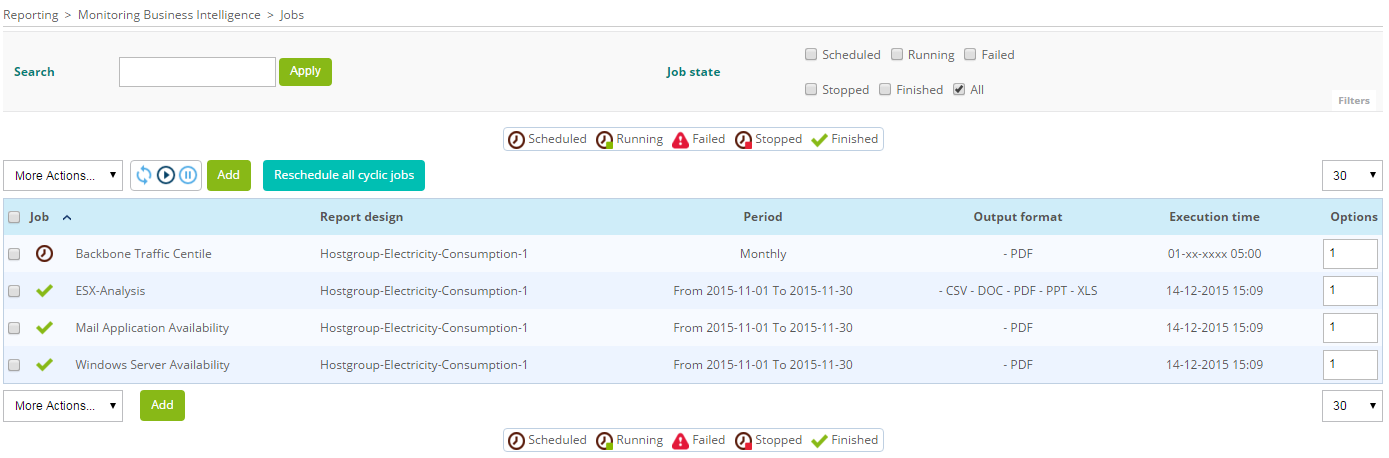 Reporting > Monitoring Business Intelligence > Jobs
Scheduled Running Failed
Search Apply Job state
Stopped Finished All
Filters
Scheduled Running Failed Stopped Finished
More Actions... Add Reschedule all cyclic jobs 30
Job Report design Period Output format Execution time Options
Backbone Traffic Centile Hostgroup-Electricity-Consumption-1 Monthly - PDF 01-xx-xxxx 05:00 1
ESX-Analysis Hostgroup-Electricity-Consumption-1 From 2015-11-01 To 2015-11-30 - CSV - DOC - PDF - PPT - XLS 14-12-2015 15:09 1
Mail Application Availability Hostgroup-Electricity-Consumption-1 From 2015-11-01 To 2015-11-30 - PDF 14-12-2015 15:09 1
Windows Server Availability Hostgroup-Electricity-Consumption-1 From 2015-11-01 To 2015-11-30 - PDF 14-12-2015 15:09 1
More Actions... Add 30
Scheduled Running Failed Stopped Finished